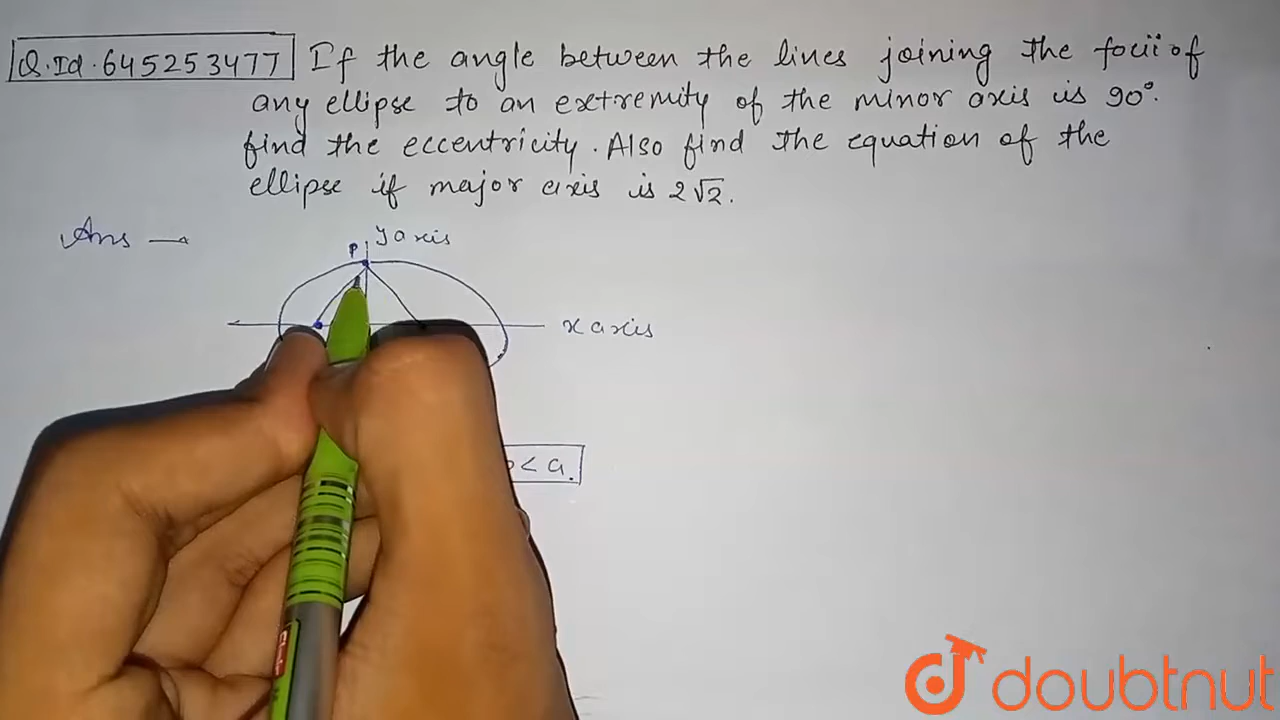 Q.Id.645253477 If the angle between the lines joining the focii of
any ellipse to an extremity of the minor axis is 90°.
find the eccentricity. Also find the equation of the
ellipse if major axis is 2√2.
Ans →
P
y axis
x axis
b < a.
doubtnut